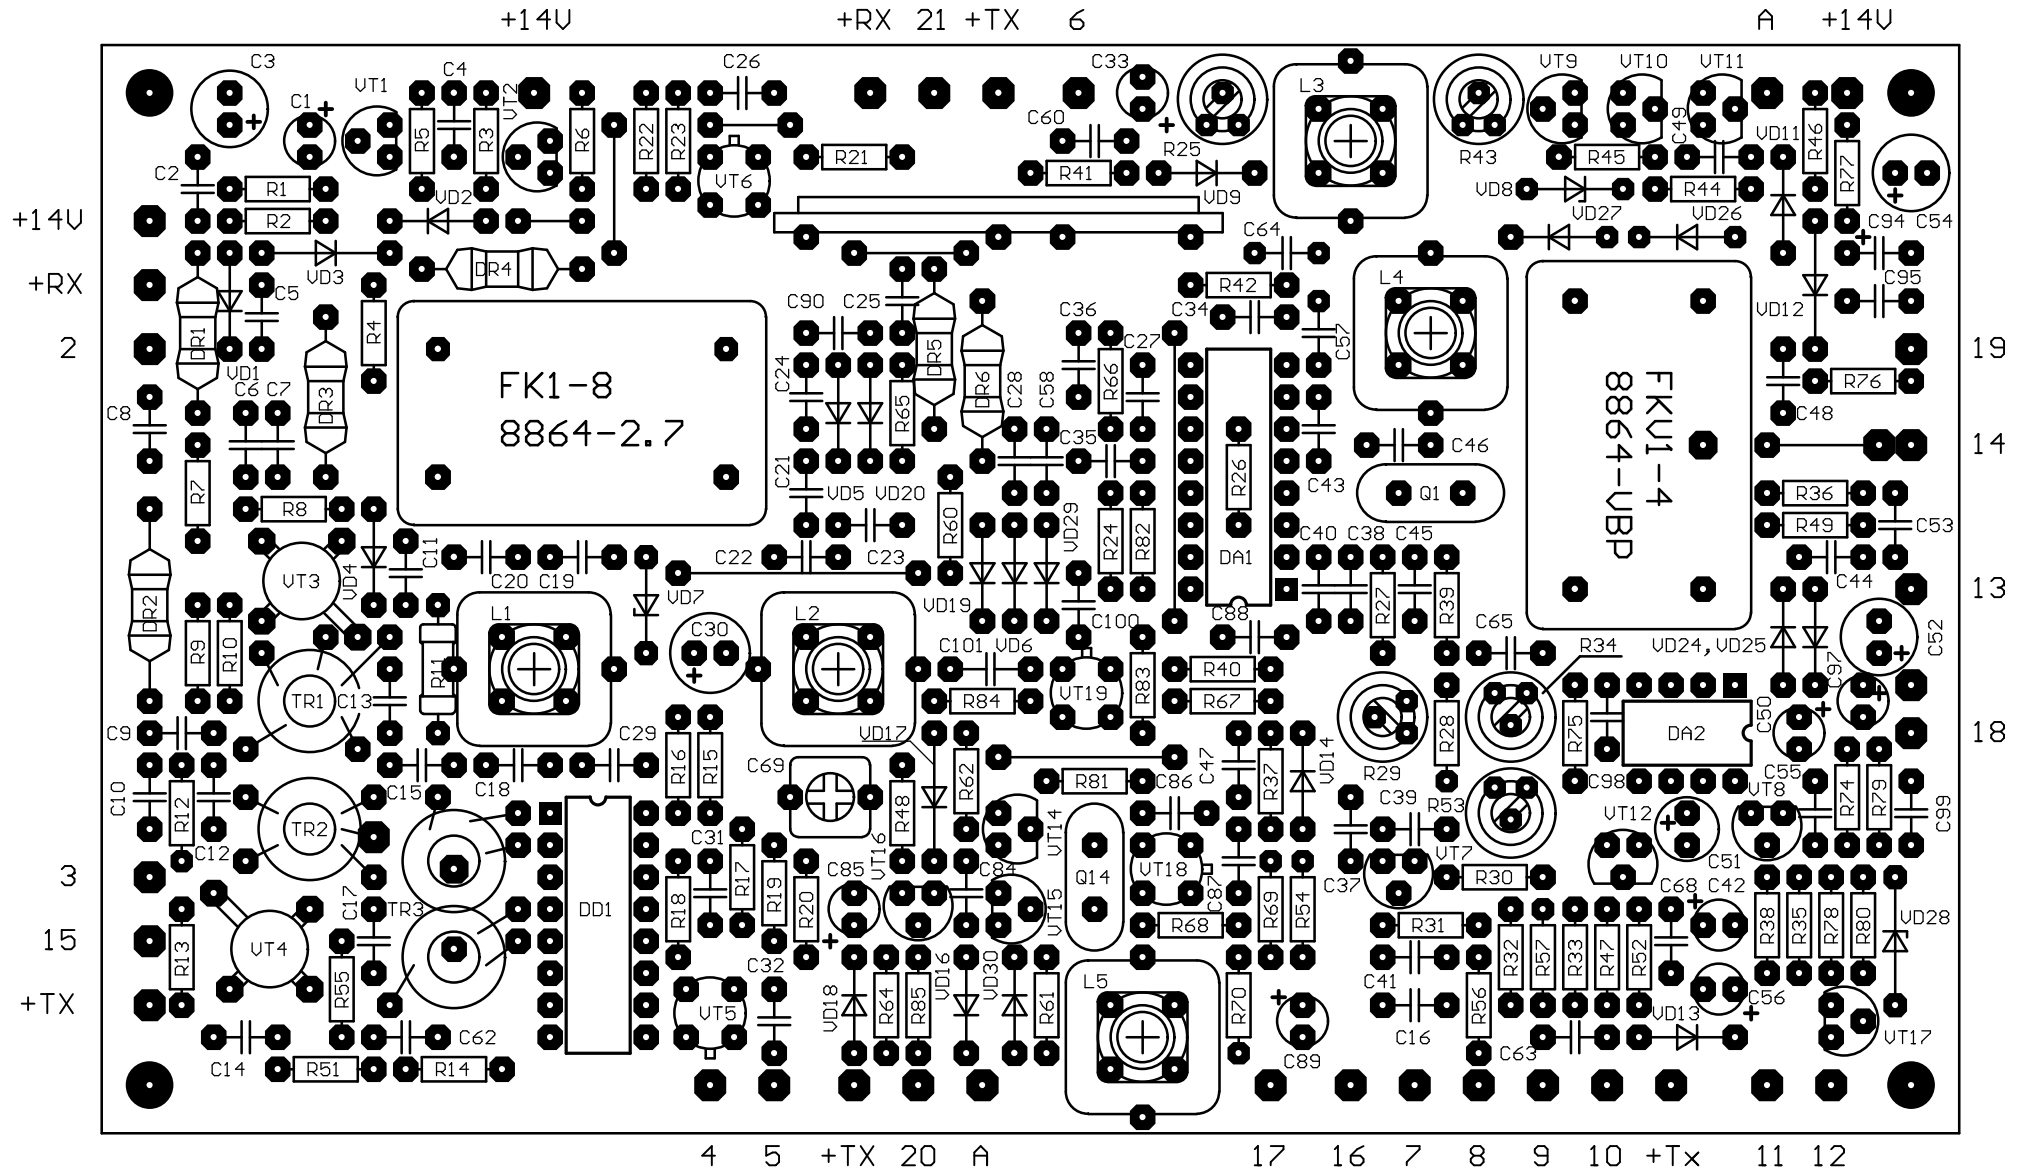 +14V +RX 21 +TX 6 A +14V
C3 C26 C33 VT9 VT10 VT11
VT1 C4 VT2 L3
C1 R5 R3 R6 R22 R23 C60 C49 VD11 R46
C2 VT6 R21 R25 R43 R45 R77
R1 R41 VD8 R44
+14V R2 VD2 VD9 VD27 VD26 C94 C54
VD3 DR4 C64
+RX C5 R42 L4 C95
DR1 R4 C90 C25 C36 C34 VD12
2 VD1 FK1-8 C24 DR5 DR6 R66 C27 C57 19
C6 C7 DR3 R65 C28 C58 FKV1-4 R76
C8 8864-2.7 8864-VBP C48
C21 C35 R26 C46 14
R7 R8 VD5 VD20 C43 Q1 R36
R60 VD29 R24 R82 R49 C53
C11 C22 C23 DA1 C40 C38 C45
VT3 VD4 C20 C19 C44
DR2 VD7 VD19 R27 R39 13
L1 L2 C88
R9 R10 C30 C100 C65 R34 VD24,VD25 C52
R11 C101 VD6 R40 C97
TR1 C13 R84 VT19 R83 R67
C9 C29 VD17 R28 R75 DA2 C50 18
R16 R15 C69 R62 C47 R37 VD14 R29
C10 R12 C15 C18 R48 R81 C86 C98 C55 R74 R79
TR2 C39 R53 VT12 VT8 C99
C12 C31 R17 VT16 VT14 VT7 C51
3 R19 C85 C84 Q14 VT18 C87 C37 R30
TR3 C17 DD1 R18 R20 VT15 R69 R54 C68 C42
15 VT4 R68 R31 R38 R35 R78 R80 VD28
R13 R55 C32 VD16 VD30 L5 C41 R32 R57 R33 R47 R52
+TX VT5 VD18 R64 R85 R61 R70 C16 R56 VD13 C56
C14 C62 C89 C63 VT17
R51 R14
4 5 +TX 20 A 17 16 7 8 9 10 +Tx 11 12